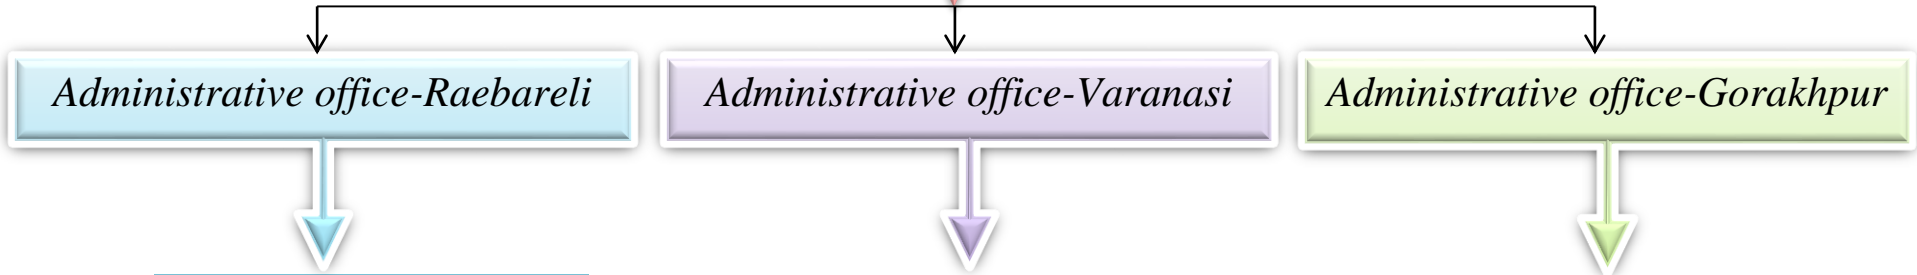 Administrative office-Raebareli
Administrative office-Varanasi
Administrative office-Gorakhpur